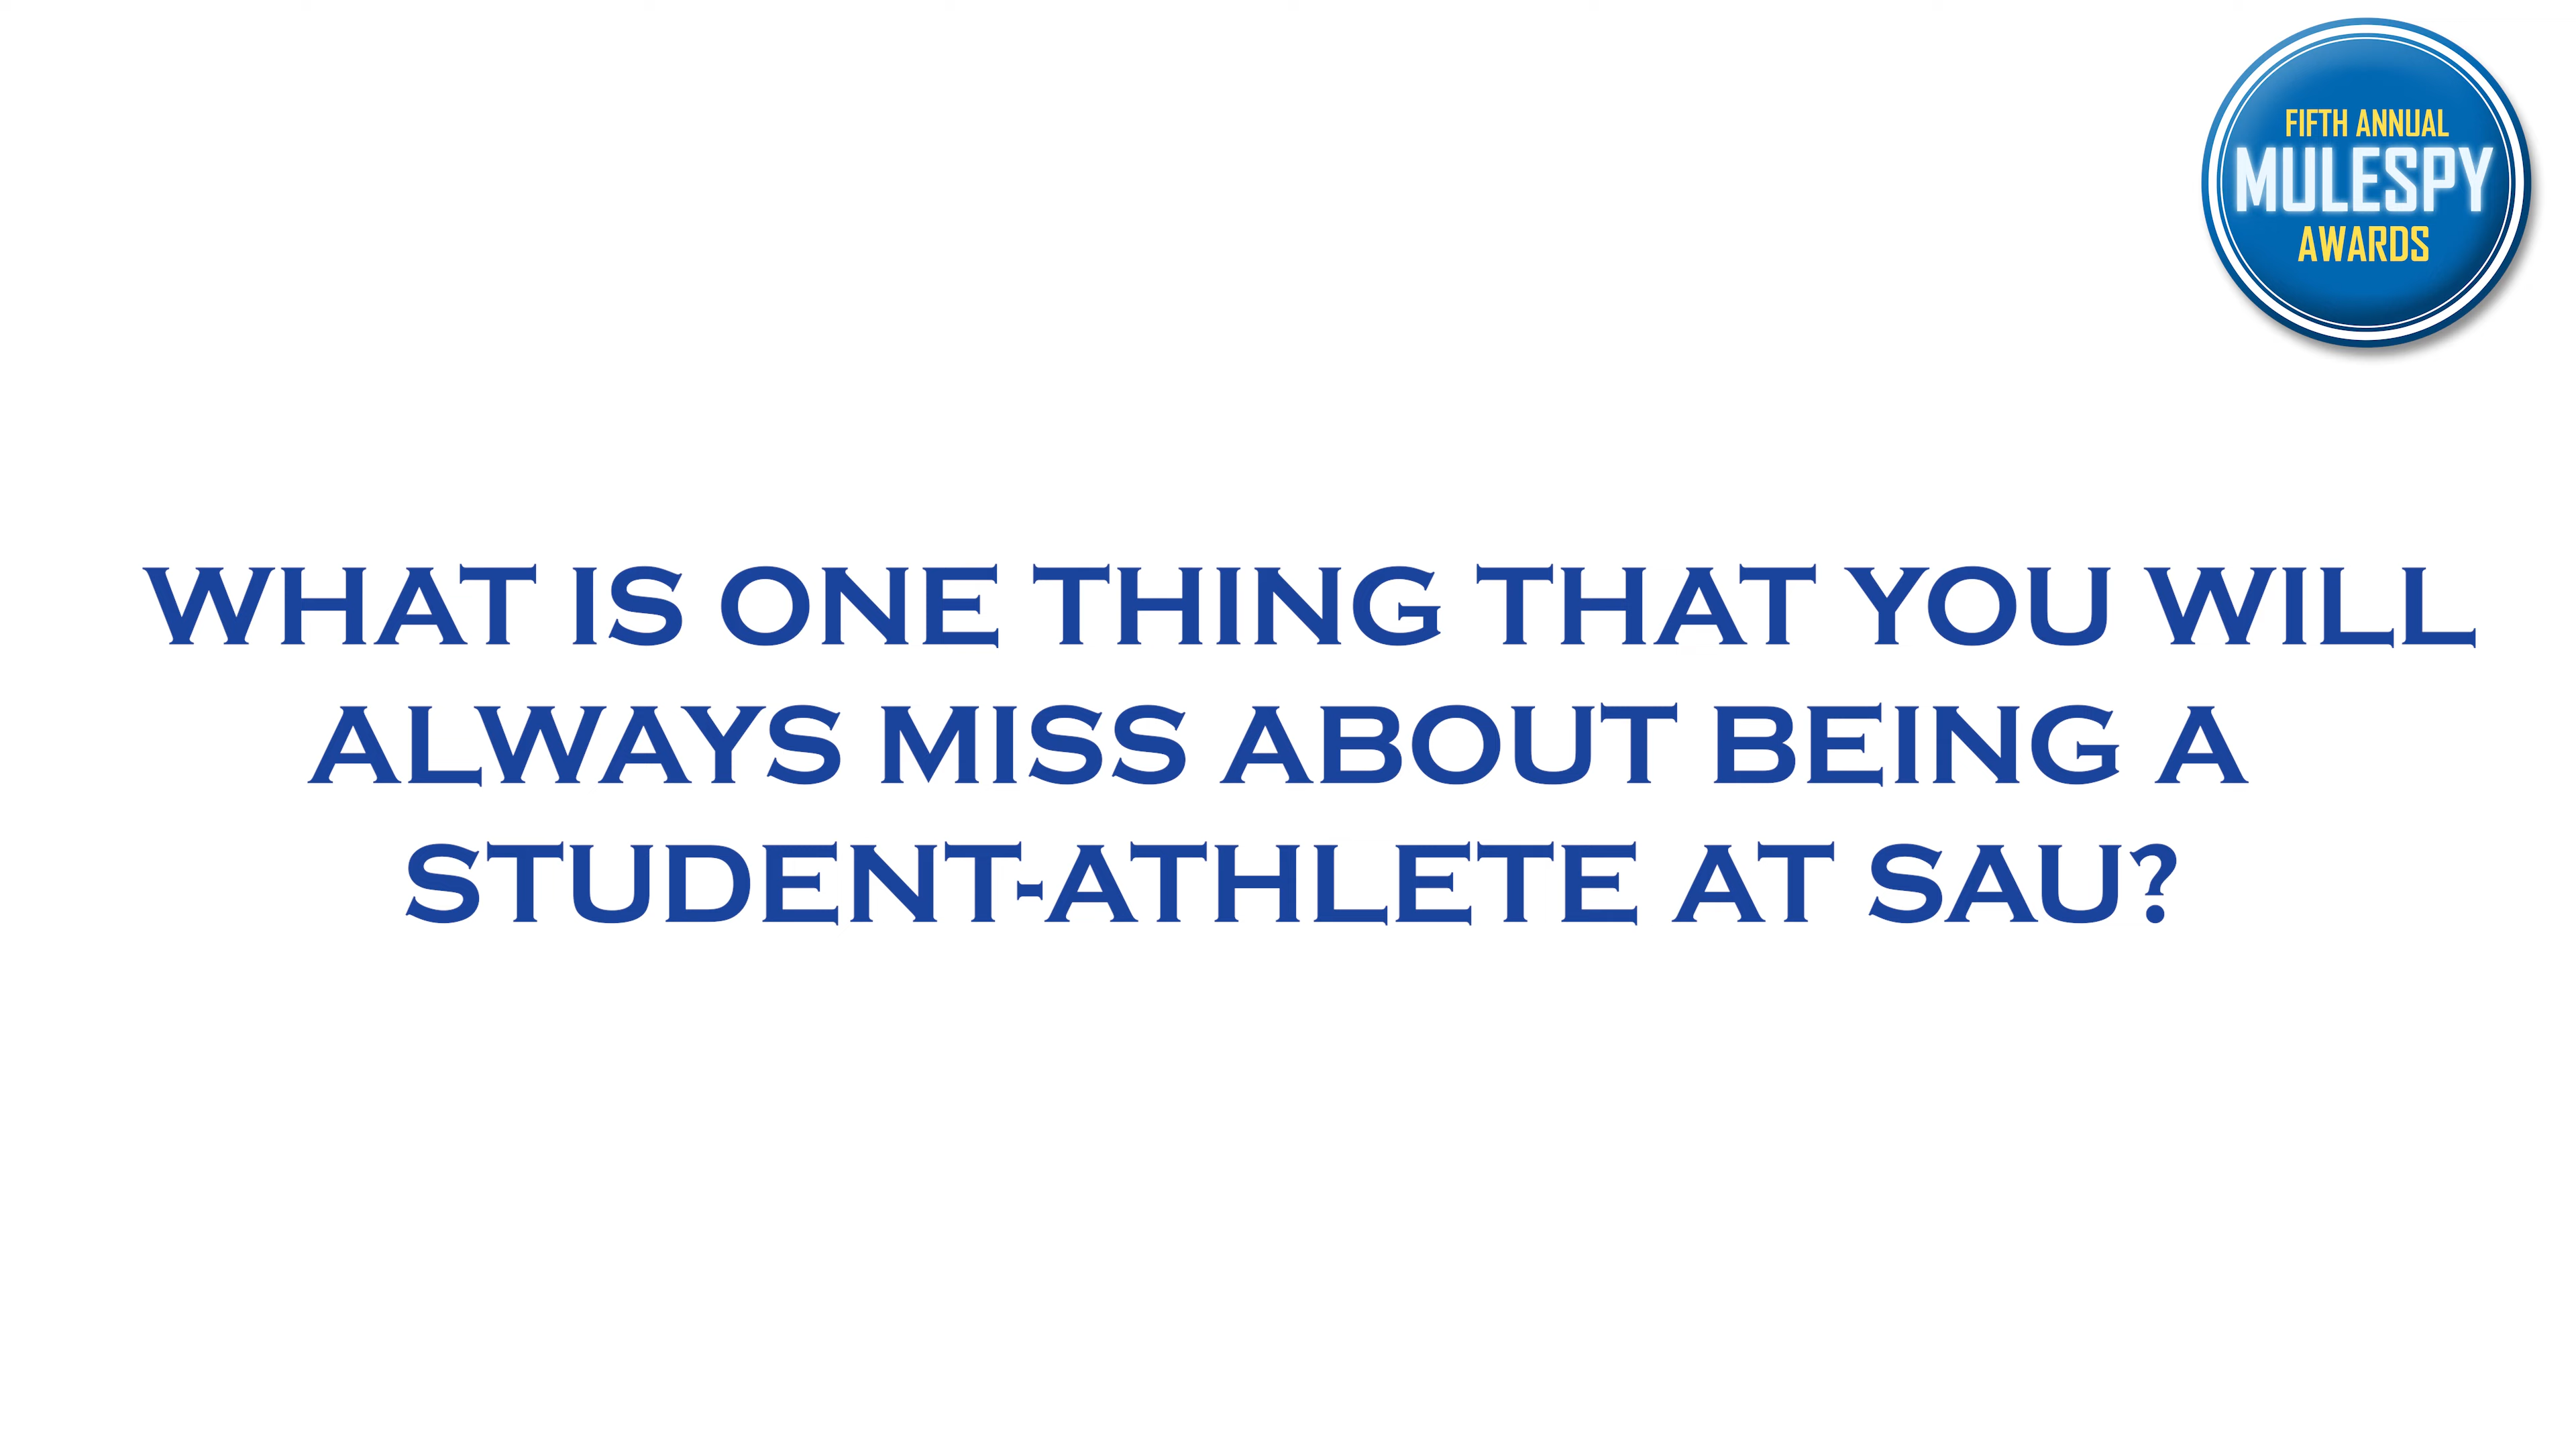 FIFTH ANNUAL
MULESPY
AWARDS
WHAT IS ONE THING THAT YOU WILL
ALWAYS MISS ABOUT BEING A
STUDENT-ATHLETE AT SAU?